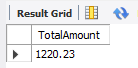 Result Grid
TotalAmount
1220.23